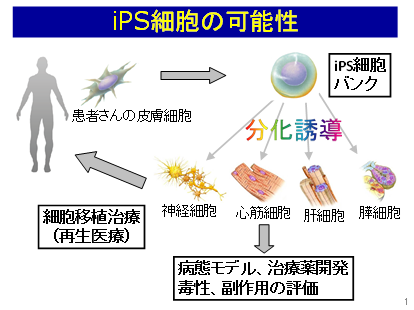 iPS細胞の可能性
iPS細胞
バンク
患者さんの皮膚細胞
分化誘導
神経細胞
心筋細胞
肝細胞
膵細胞
細胞移植治療
（再生医療）
病態モデル、治療薬開発
毒性、副作用の評価
1